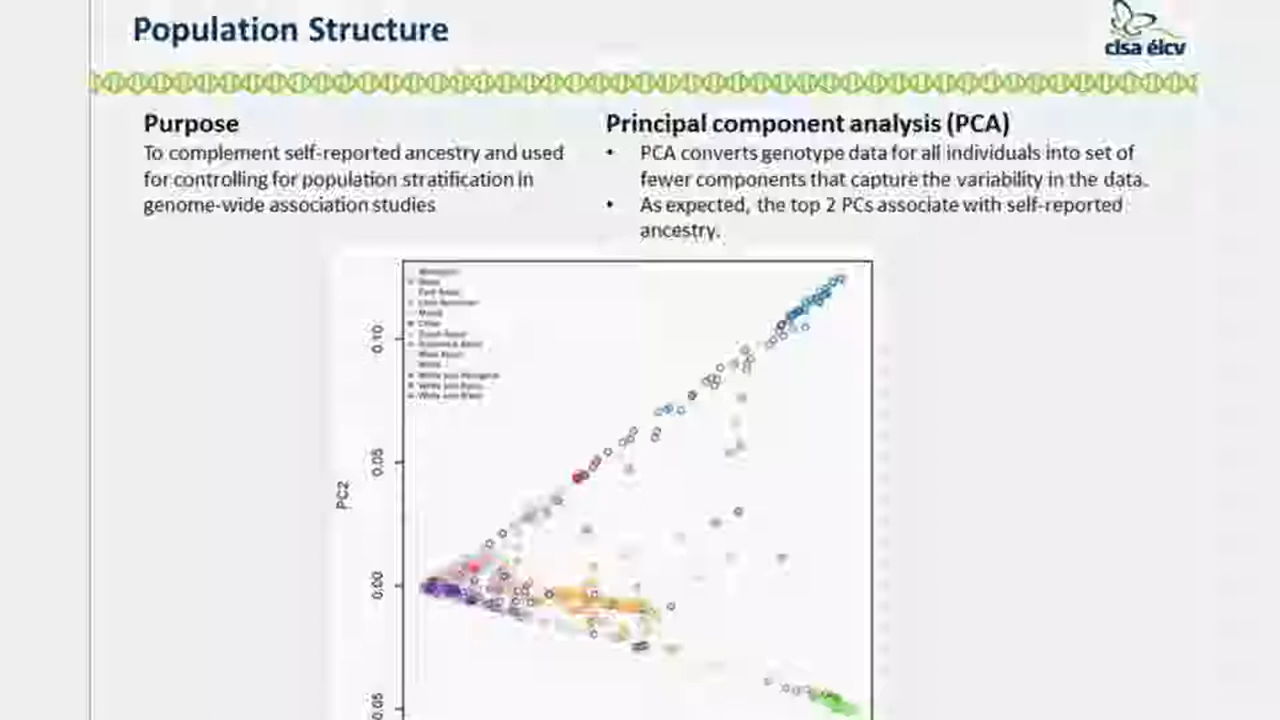 Population Structure
clsa élcv
Purpose
To complement self-reported ancestry and used
for controlling for population stratification in
genome-wide association studies
Principal component analysis (PCA)
• PCA converts genotype data for all individuals into set of
fewer components that capture the variability in the data.
• As expected, the top 2 PCs associate with self-reported
ancestry.
PC2
0.10
0.05
0.00
0.05